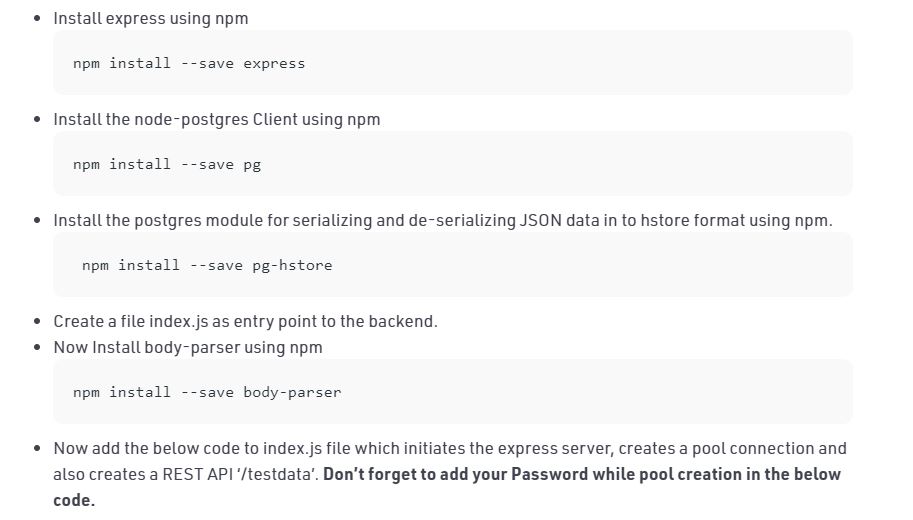 Install express using npm
npm install --save express
Install the node-postgres Client using npm
npm install --save pg
Install the postgres module for serializing and de-serializing JSON data in to hstore format using npm.
npm install --save pg-hstore
Create a file index.js as entry point to the backend.
Now Install body-parser using npm
npm install --save body-parser
Now add the below code to index.js file which initiates the express server, creates a pool connection and
also creates a REST API ‘/testdata’. Don’t forget to add your Password while pool creation in the below
code.